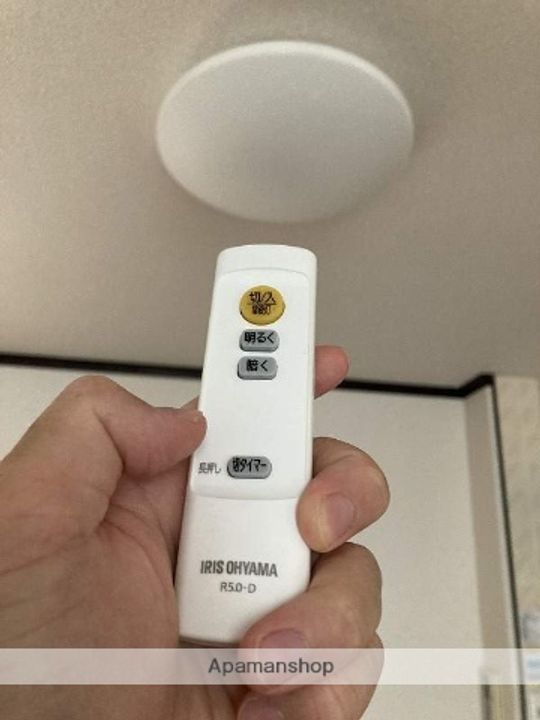 切/入
明るく
暗く
長押し 切タイマー
IRIS OHYAMA
R5.0-D
Apamanshop